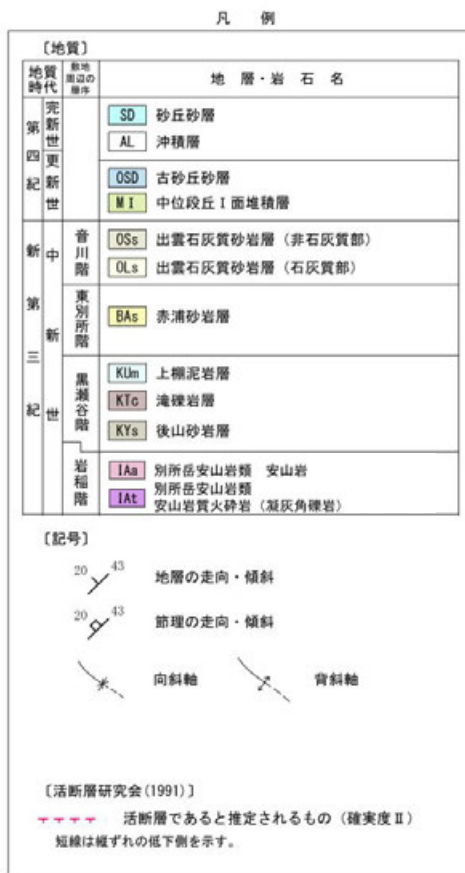 凡 例
〔地質〕
地質時代
敷地周辺の層序
地 層・岩 石 名
第四紀
完新世
SD 砂丘砂層
AL 沖積層
更新世
OSD 古砂丘砂層
MⅠ 中位段丘Ⅰ面堆積層
新第三紀
中新世
音川階
OSs 出雲石灰質砂岩層（非石灰質部）
OLs 出雲石灰質砂岩層（石灰質部）
東別所階
BAs 赤浦砂岩層
黒瀬谷階
KUm 上棚泥岩層
KTc 滝礫岩層
KYs 後山砂岩層
岩稲階
IAa 別所岳安山岩類 安山岩
IAt 別所岳安山岩類
安山岩質火砕岩（凝灰角礫岩）
〔記号〕
20 43 地層の走向・傾斜
20 43 節理の走向・傾斜
向斜軸 背斜軸
〔活断層研究会(1991)〕
活断層であると推定されるもの（確実度Ⅱ）
短線は縦ずれの低下側を示す。